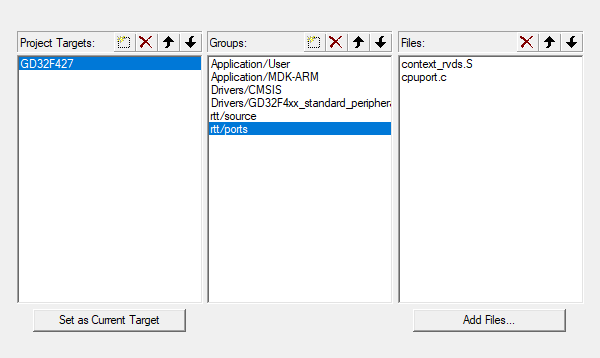 Project Targets:
Groups:
Files:
GD32F427
Application/User
Application/MDK-ARM
Drivers/CMSIS
Drivers/GD32F4xx_standard_periphera
rtt/source
rtt/ports
context_rvds.S
cpuport.c
Set as Current Target
Add Files...